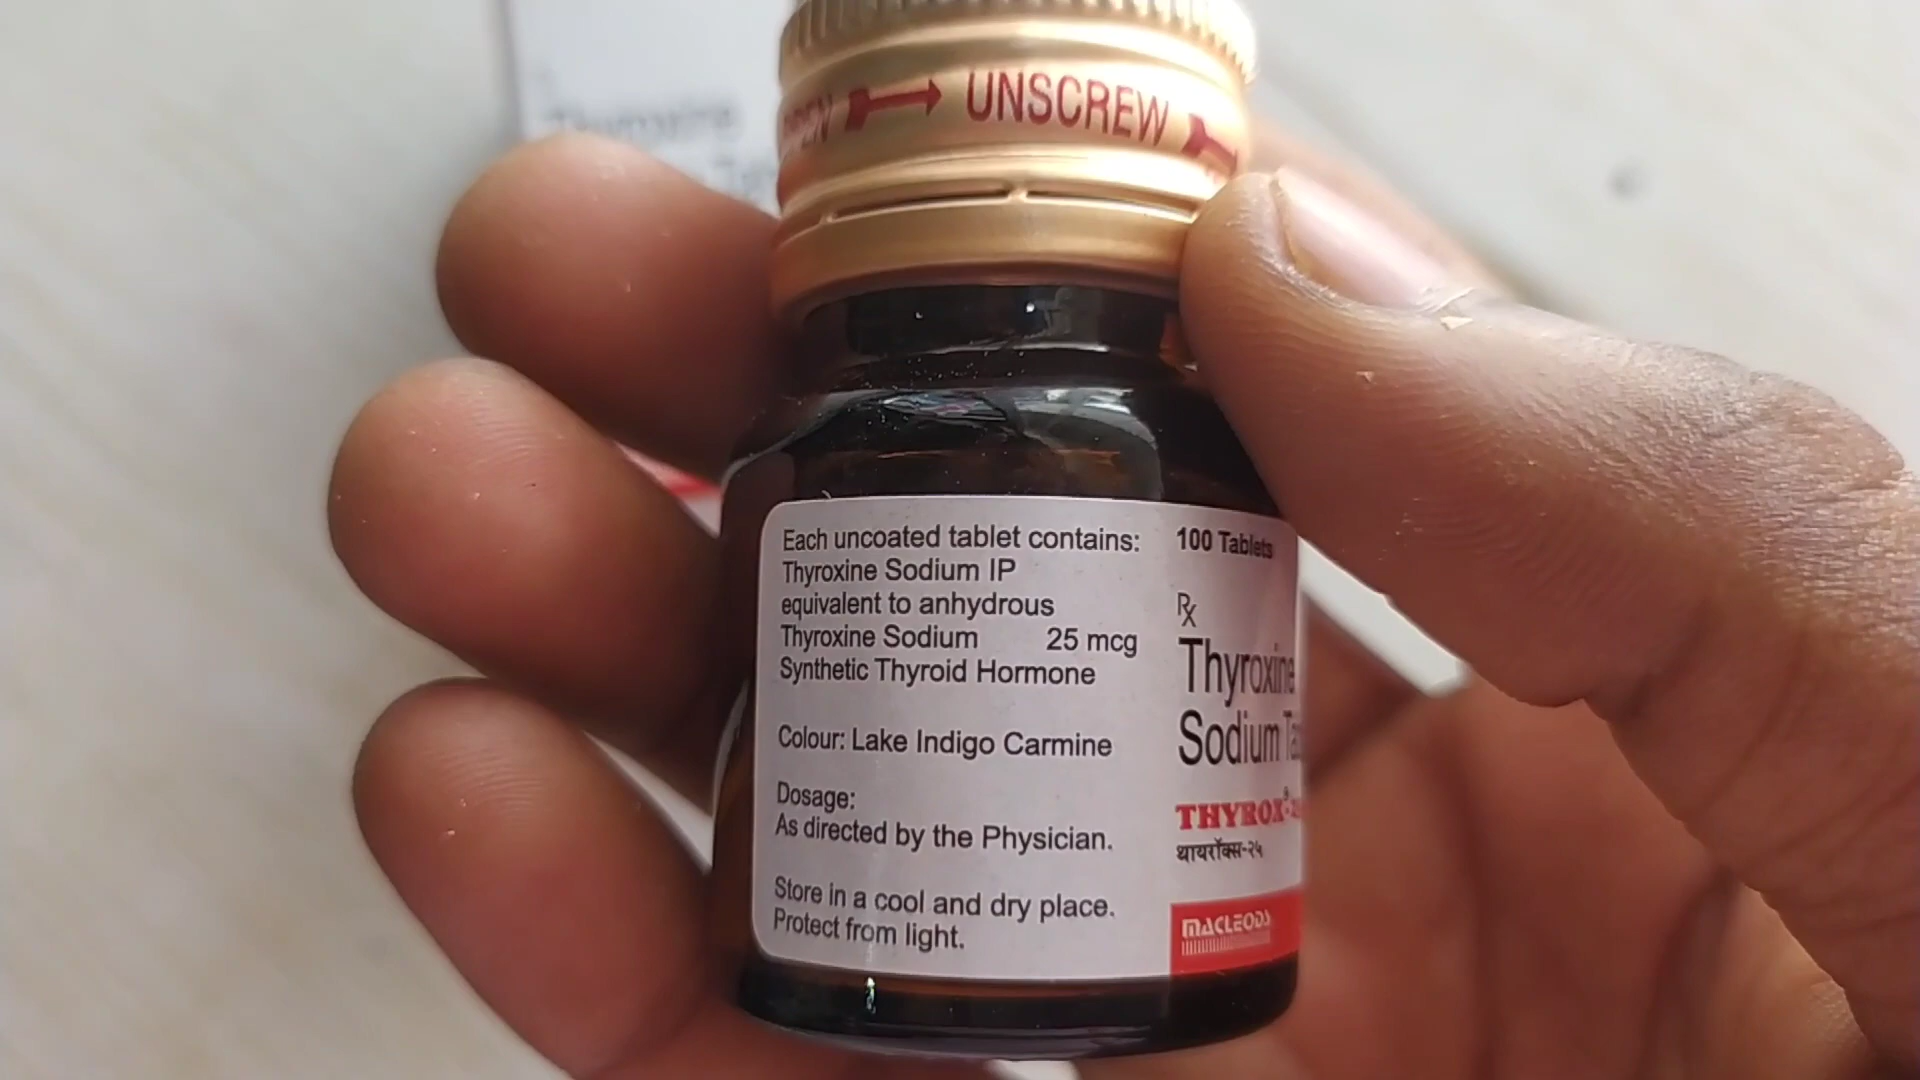 UNSCREW
Each uncoated tablet contains:
Thyroxine Sodium IP
equivalent to anhydrous
Thyroxine Sodium 25 mcg
Synthetic Thyroid Hormone
Colour: Lake Indigo Carmine
Dosage:
As directed by the Physician.
Store in a cool and dry place.
Protect from light.
100 Tablets
Rx
Thyroxine
Sodium
THYROX®
थायरॉक्स-२५
MACLEODS
Thyroxine